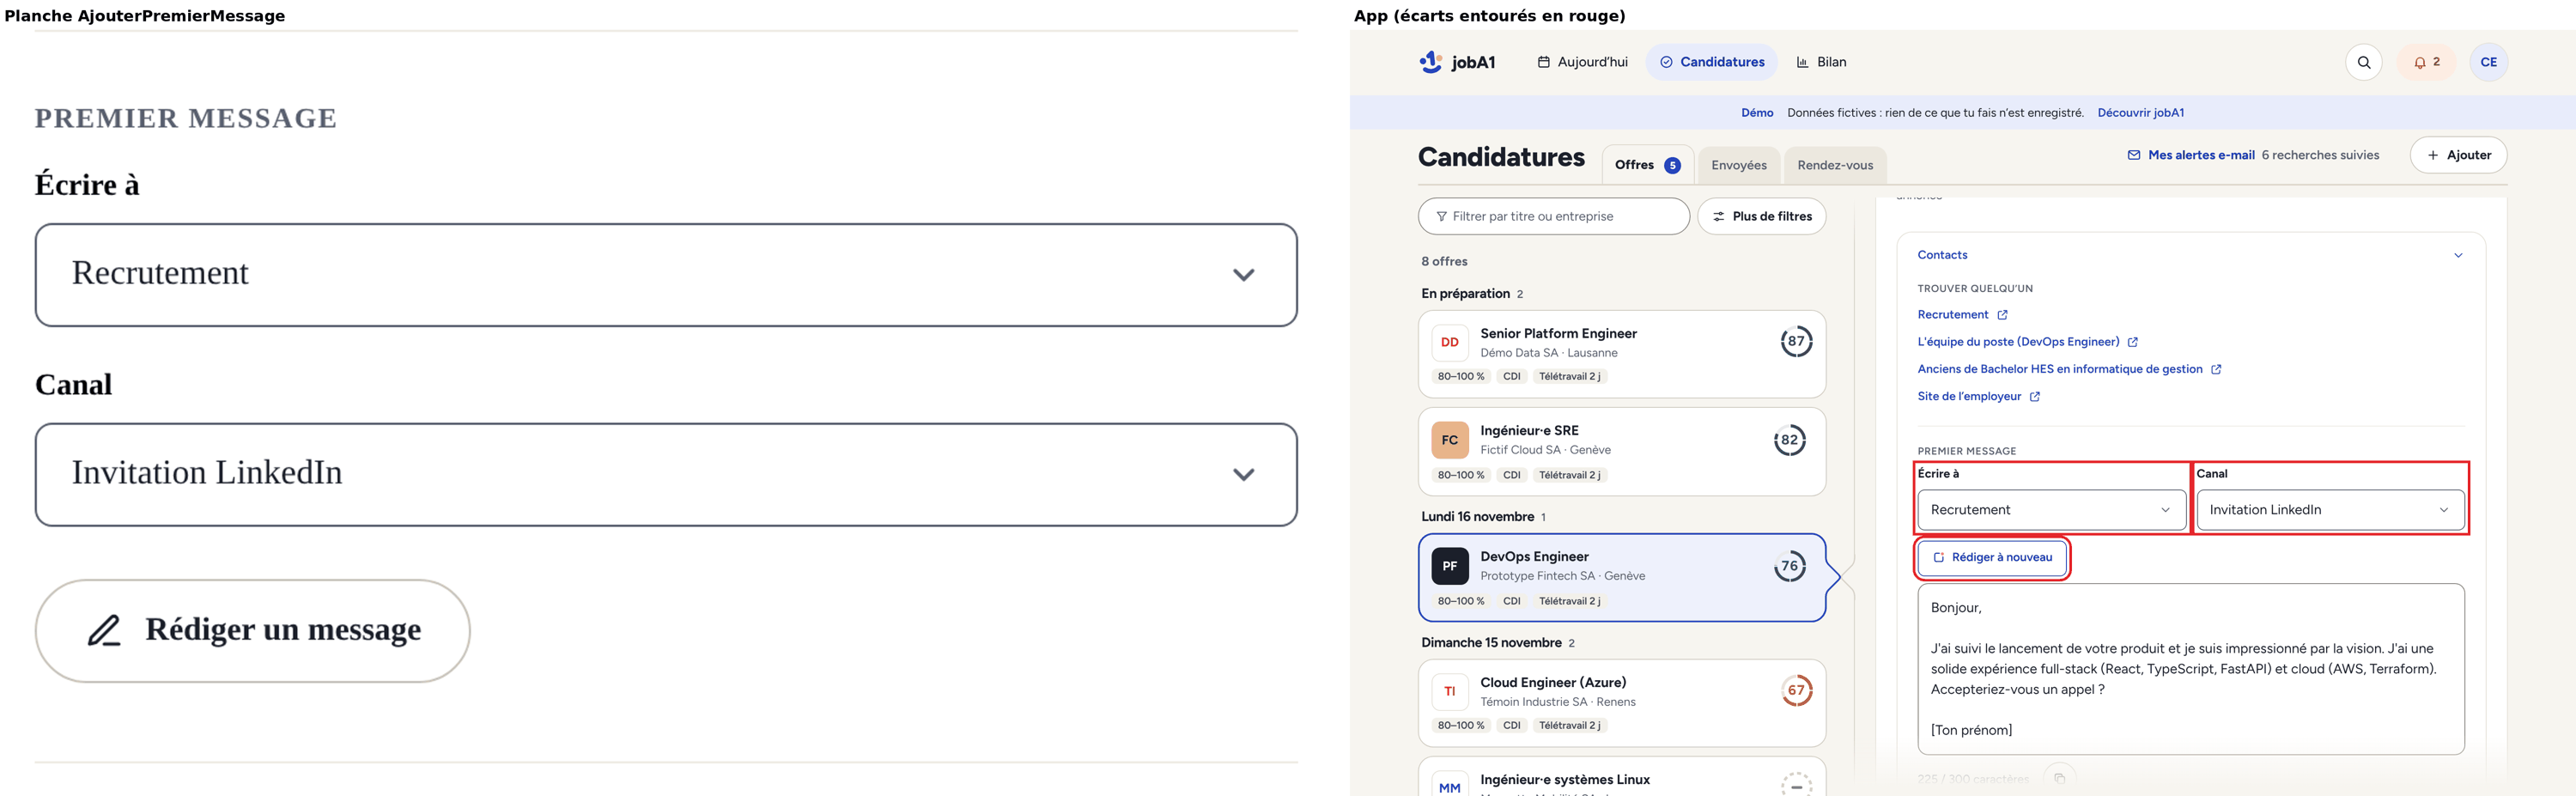 Planche AjouterPremierMessage
PREMIER MESSAGE
Écrire à
Recrutement
Canal
Invitation LinkedIn
Rédiger un message
App (écarts entourés en rouge)
jobA1
Aujourd'hui
Candidatures
Bilan
2
CE
Démo Données fictives : rien de ce que tu fais n'est enregistré. Découvrir jobA1
Candidatures
Offres 5
Envoyées
Rendez-vous
Mes alertes e-mail 6 recherches suivies
Ajouter
Filtrer par titre ou entreprise
Plus de filtres
8 offres
En préparation 2
DD
Senior Platform Engineer
Démo Data SA · Lausanne
80–100 % CDI Télétravail 2 j
87
FC
Ingénieur·e SRE
Fictif Cloud SA · Genève
80–100 % CDI Télétravail 2 j
82
Lundi 16 novembre 1
PF
DevOps Engineer
Prototype Fintech SA · Genève
80–100 % CDI Télétravail 2 j
76
Dimanche 15 novembre 2
TI
Cloud Engineer (Azure)
Témoin Industrie SA · Renens
80–100 % CDI Télétravail 2 j
67
MM
Ingénieur·e systèmes Linux
Contacts
TROUVER QUELQU'UN
Recrutement
L'équipe du poste (DevOps Engineer)
Anciens de Bachelor HES en informatique de gestion
Site de l'employeur
PREMIER MESSAGE
Écrire à
Recrutement
Canal
Invitation LinkedIn
Rédiger à nouveau
Bonjour,
J'ai suivi le lancement de votre produit et je suis impressionné par la vision. J'ai une
solide expérience full-stack (React, TypeScript, FastAPI) et cloud (AWS, Terraform).
Accepteriez-vous un appel ?
[Ton prénom]
225 / 300 caractères